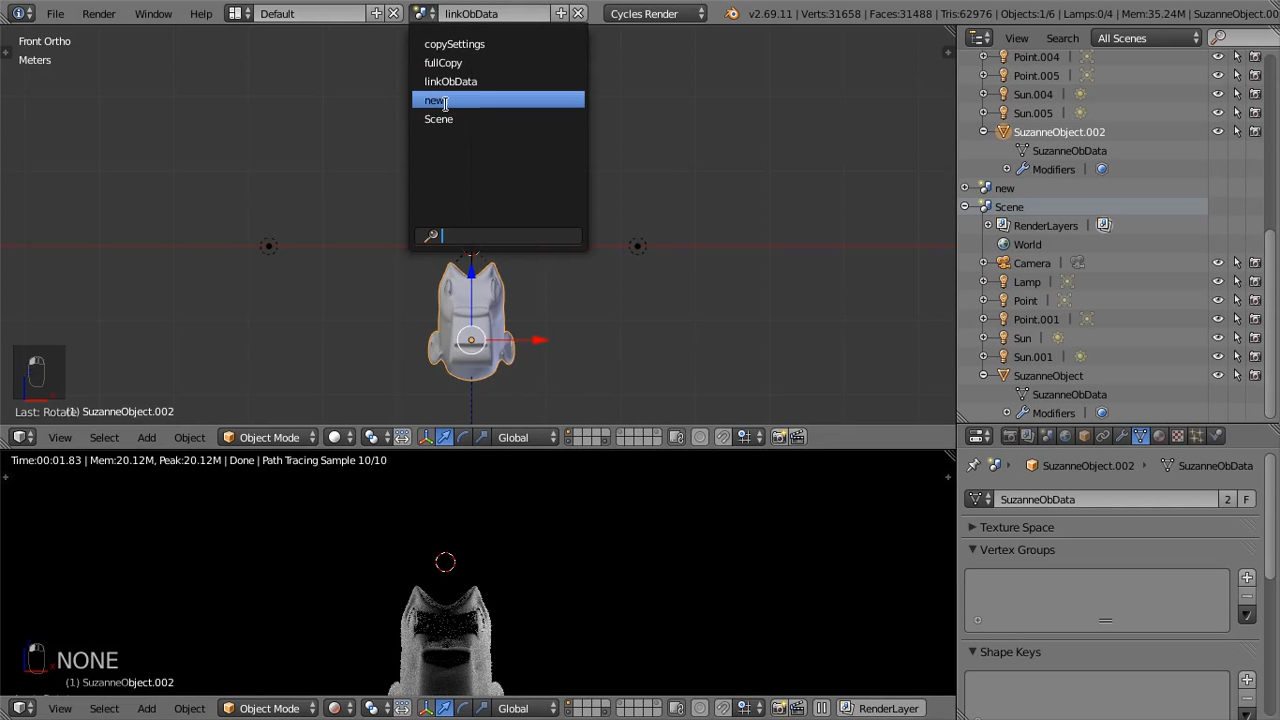 File Render Window Help Default linkObData Cycles Render v2.69.11 | Verts:31658 | Faces:31488 | Tris:62976 | Objects:1/6 | Lamps:0/4 | Mem:35.24M | SuzanneObject.00
Front Ortho
Meters
copySettings
fullCopy
linkObData
new
Scene
Last: Rotate
(1) SuzanneObject.002
View Select Add Object Object Mode Global
View Search All Scenes
Point.004
Point.005
Sun.004
Sun.005
SuzanneObject.002
SuzanneObData
Modifiers
new
Scene
RenderLayers
World
Camera
Lamp
Point
Point.001
Sun
Sun.001
SuzanneObject
SuzanneObData
Modifiers
Time:00:01.83 | Mem:20.12M, Peak:20.12M | Done | Path Tracing Sample 10/10
NONE
(1) SuzanneObject.002
View Select Add Object Object Mode Global RenderLayer
SuzanneObject.002 SuzanneObData
SuzanneObData 2 F
Texture Space
Vertex Groups
Shape Keys